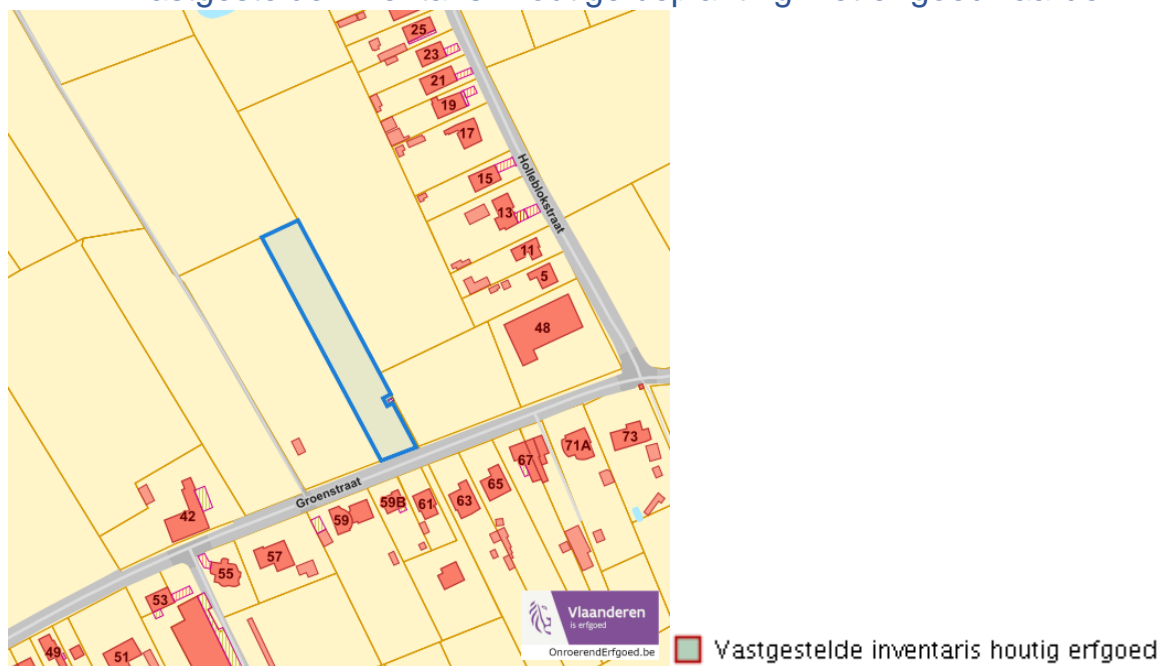 25
23
21
19
17
15
Holleblokstraat
13
11
5
48
73
71A
67
65
63
61
59B
59
Groenstraat
42
57
55
53
49
51
Vlaanderen
is erfgoed
OnroerendErfgoed.be
Vastgestelde inventaris houtig erfgoed